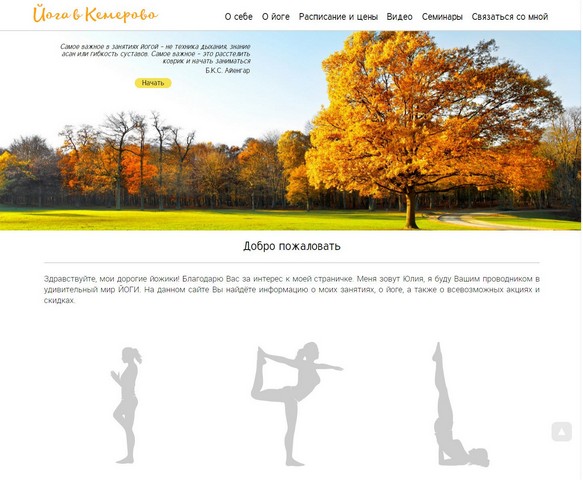 Йога в Кемерово
О себе О йоге Расписание и цены Видео Семинары Связаться со мной
Самое важное в занятиях йогой - не техника дыхания, знание
асан или гибкость суставов. Самое важное - это расстелить
коврик и начать заниматься
Б.К.С. Айенгар
Начать
Добро пожаловать
Здравствуйте, мои дорогие йожики! Благодарю Вас за интерес к моей страничке. Меня зовут Юлия, я буду Вашим проводником в
удивительный мир ЙОГИ. На данном сайте Вы найдёте информацию о моих занятиях, о йоге, а также о всевозможных акциях и
скидках.